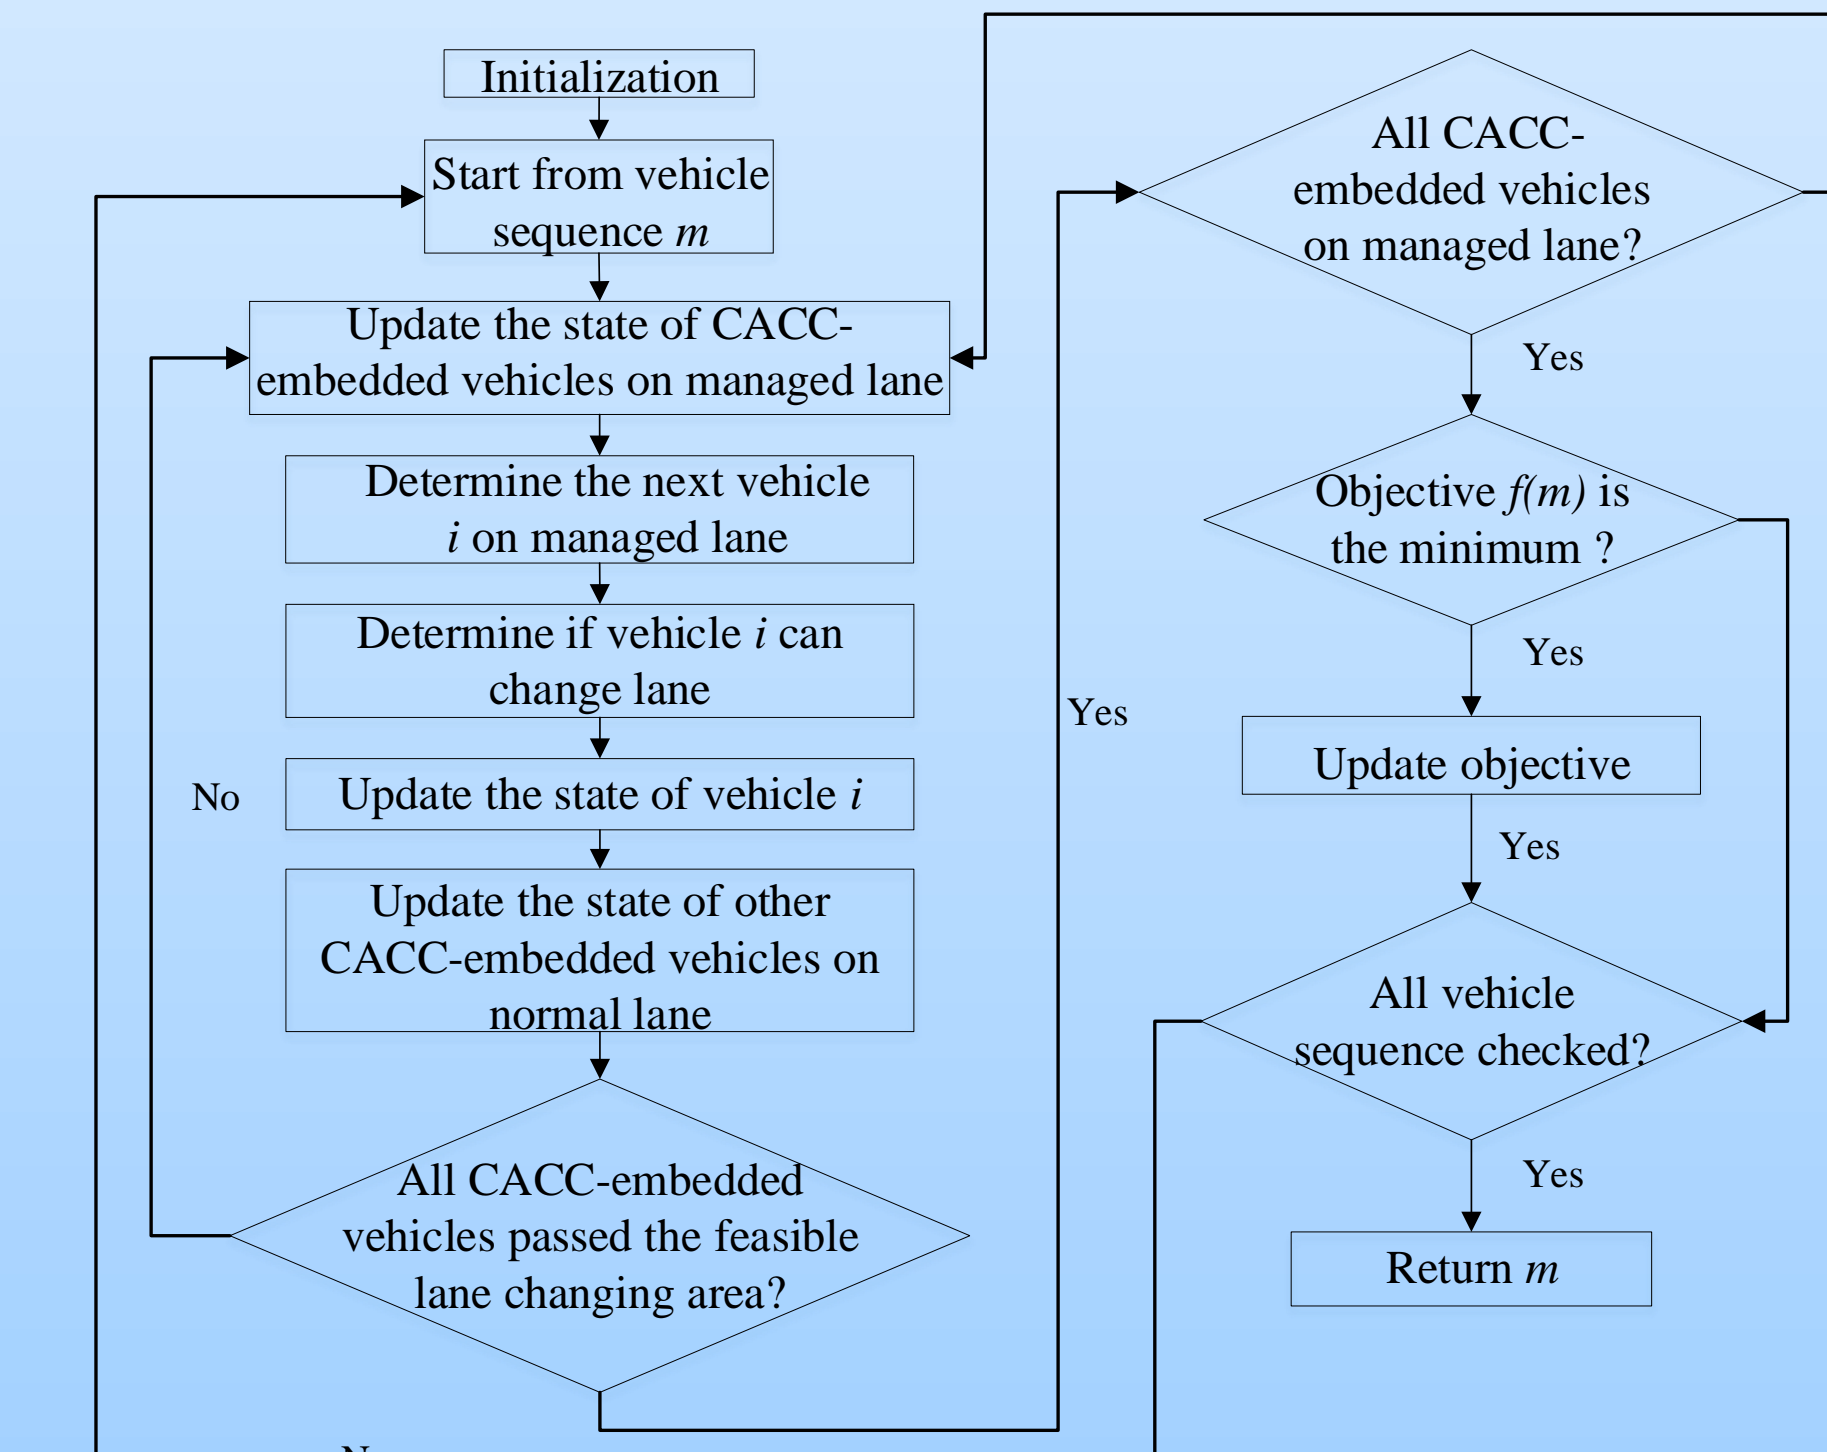 Initialization
Start from vehicle
sequence m
Update the state of CACC-
embedded vehicles on managed lane
Determine the next vehicle
i on managed lane
Determine if vehicle i can
change lane
Update the state of vehicle i
Update the state of other
CACC-embedded vehicles on
normal lane
All CACC-embedded
vehicles passed the feasible
lane changing area?
No
Yes
All CACC-
embedded vehicles
on managed lane?
Yes
Objective f(m) is
the minimum ?
Yes
Update objective
Yes
All vehicle
sequence checked?
Yes
Return m